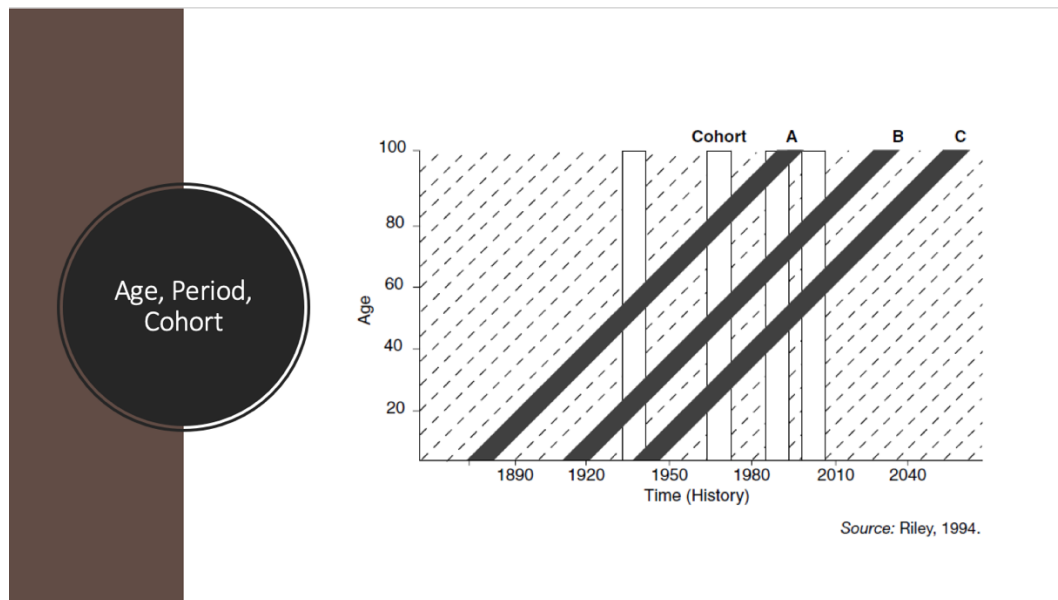 Age, Period,
Cohort
Cohort A B C
100
80
60
40
20
Age
1890 1920 1950 1980 2010 2040
Time (History)
Source: Riley, 1994.